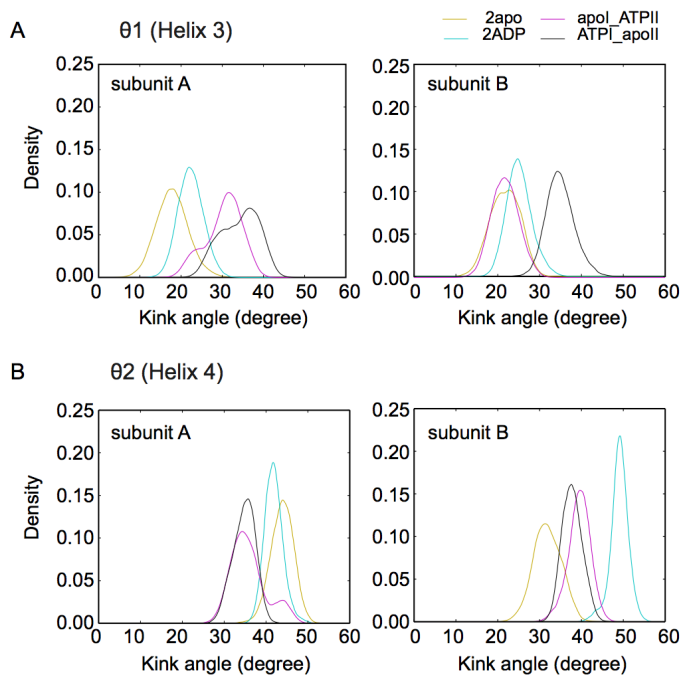 A
θ1 (Helix 3)
2apo
apoI_ATPII
2ADP
ATPI_apoII
subunit A
subunit B
Density
0.25
0.20
0.15
0.10
0.05
0.00
0.25
0.20
0.15
0.10
0.05
0.00
0 10 20 30 40 50 60
0 10 20 30 40 50 60
Kink angle (degree)
Kink angle (degree)
B
θ2 (Helix 4)
subunit A
subunit B
Density
0.25
0.20
0.15
0.10
0.05
0.00
0.25
0.20
0.15
0.10
0.05
0.00
0 10 20 30 40 50 60
0 10 20 30 40 50 60
Kink angle (degree)
Kink angle (degree)